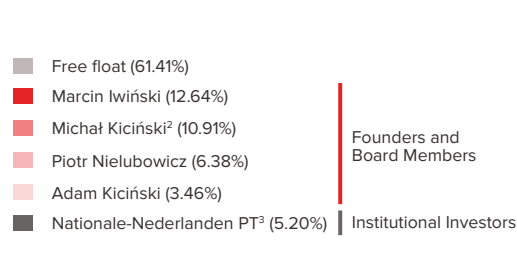 Free float (61.41%)
Marcin Iwiński (12.64%)
Michał Kiciński² (10.91%)
Piotr Nielubowicz (6.38%)
Adam Kiciński (3.46%)
Founders and
Board Members
Nationale-Nederlanden PT³ (5.20%)
Institutional Investors